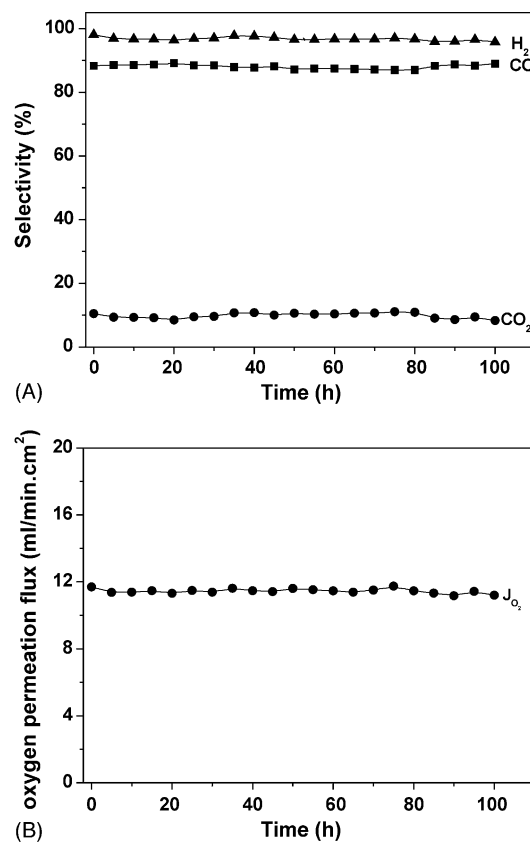 100
80
60
40
20
0
Selectivity (%)
H₂
CO
CO₂
0 20 40 60 80 100
Time (h)
(A)
20
16
12
8
4
0
oxygen permeation flux (ml/min.cm²)
J_O₂
0 20 40 60 80 100
Time (h)
(B)